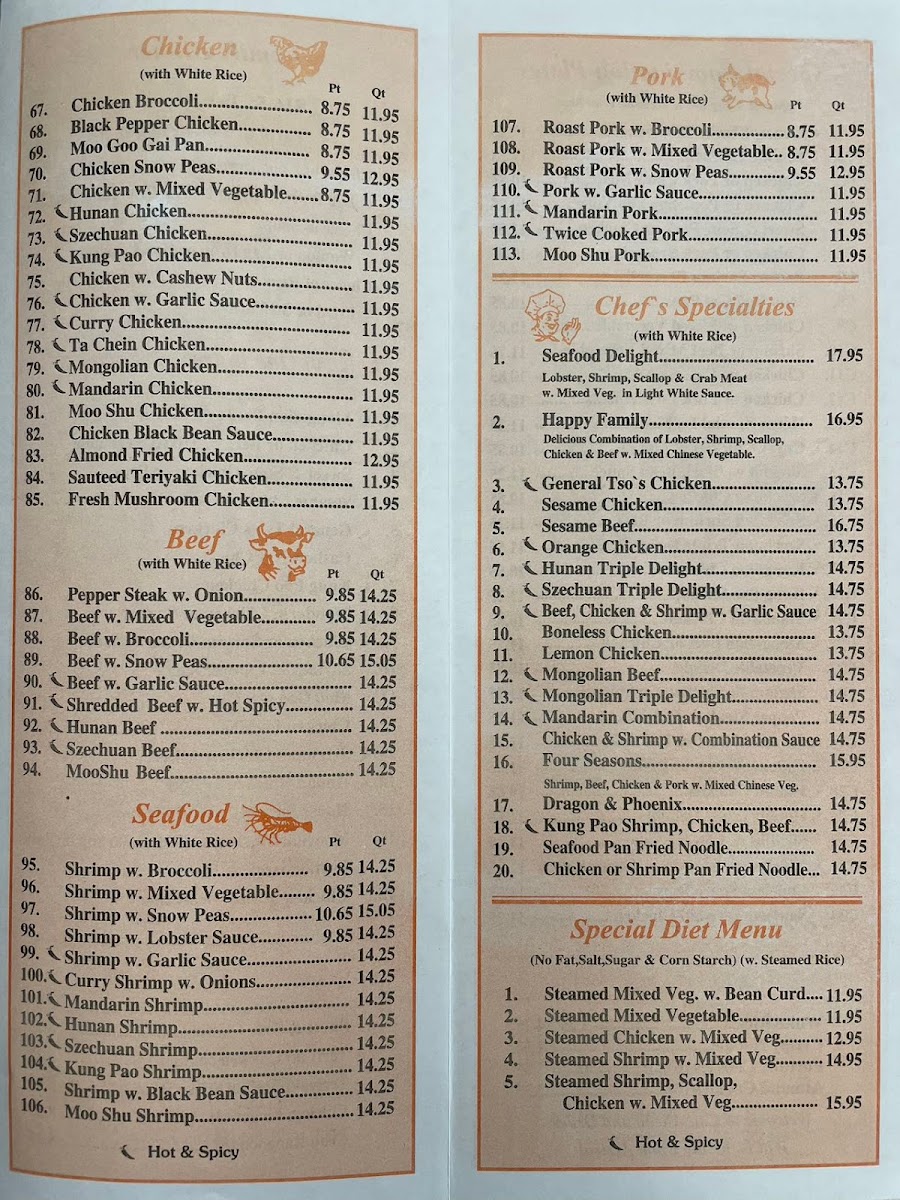 Chicken
(with White Rice)
Pt Qt
67. Chicken Broccoli............................ 8.75 11.95
68. Black Pepper Chicken.................. 8.75 11.95
69. Moo Goo Gai Pan......................... 8.75 11.95
70. Chicken Snow Peas....................... 9.55 12.95
71. Chicken w. Mixed Vegetable....... 8.75 11.95
72. Hunan Chicken.................................... 11.95
73. Szechuan Chicken................................ 11.95
74. Kung Pao Chicken............................... 11.95
75. Chicken w. Cashew Nuts..................... 11.95
76. Chicken w. Garlic Sauce...................... 11.95
77. Curry Chicken..................................... 11.95
78. Ta Chein Chicken................................ 11.95
79. Mongolian Chicken............................. 11.95
80. Mandarin Chicken.............................. 11.95
81. Moo Shu Chicken................................ 11.95
82. Chicken Black Bean Sauce.................. 11.95
83. Almond Fried Chicken........................ 12.95
84. Sauteed Teriyaki Chicken................... 11.95
85. Fresh Mushroom Chicken................... 11.95
Beef
(with White Rice)
Pt Qt
86. Pepper Steak w. Onion................ 9.85 14.25
87. Beef w. Mixed Vegetable............ 9.85 14.25
88. Beef w. Broccoli........................... 9.85 14.25
89. Beef w. Snow Peas....................... 10.65 15.05
90. Beef w. Garlic Sauce............................ 14.25
91. Shredded Beef w. Hot Spicy............... 14.25
92. Hunan Beef .......................................... 14.25
93. Szechuan Beef...................................... 14.25
94. MooShu Beef........................................ 14.25
Seafood
(with White Rice)
Pt Qt
95. Shrimp w. Broccoli..................... 9.85 14.25
96. Shrimp w. Mixed Vegetable........ 9.85 14.25
97. Shrimp w. Snow Peas.................. 10.65 15.05
98. Shrimp w. Lobster Sauce............ 9.85 14.25
99. Shrimp w. Garlic Sauce....................... 14.25
100. Curry Shrimp w. Onions..................... 14.25
101. Mandarin Shrimp................................ 14.25
102. Hunan Shrimp...................................... 14.25
103. Szechuan Shrimp.................................. 14.25
104. Kung Pao Shrimp................................. 14.25
105. Shrimp w. Black Bean Sauce............... 14.25
106. Moo Shu Shrimp................................... 14.25
Hot & Spicy
Pork
(with White Rice)
Pt Qt
107. Roast Pork w. Broccoli................ 8.75 11.95
108. Roast Pork w. Mixed Vegetable.. 8.75 11.95
109. Roast Pork w. Snow Peas............ 9.55 12.95
110. Pork w. Garlic Sauce.......................... 11.95
111. Mandarin Pork.................................... 11.95
112. Twice Cooked Pork............................. 11.95
113. Moo Shu Pork...................................... 11.95
Chef`s Specialties
(with White Rice)
1. Seafood Delight................................... 17.95
Lobster, Shrimp, Scallop & Crab Meat
w. Mixed Veg. in Light White Sauce.
2. Happy Family..................................... 16.95
Delicious Combination of Lobster, Shrimp, Scallop,
Chicken & Beef w. Mixed Chinese Vegetable.
3. General Tso`s Chicken....................... 13.75
4. Sesame Chicken.................................. 13.75
5. Sesame Beef......................................... 16.75
6. Orange Chicken.................................. 13.75
7. Hunan Triple Delight......................... 14.75
8. Szechuan Triple Delight..................... 14.75
9. Beef, Chicken & Shrimp w. Garlic Sauce 14.75
10. Boneless Chicken................................ 13.75
11. Lemon Chicken................................... 13.75
12. Mongolian Beef................................... 14.75
13. Mongolian Triple Delight................... 14.75
14. Mandarin Combination...................... 14.75
15. Chicken & Shrimp w. Combination Sauce 14.75
16. Four Seasons....................................... 15.95
Shrimp, Beef, Chicken & Pork w. Mixed Chinese Veg.
17. Dragon & Phoenix.............................. 14.75
18. Kung Pao Shrimp, Chicken, Beef...... 14.75
19. Seafood Pan Fried Noodle.................. 14.75
20. Chicken or Shrimp Pan Fried Noodle... 14.75
Special Diet Menu
(No Fat,Salt,Sugar & Corn Starch) (w. Steamed Rice)
1. Steamed Mixed Veg. w. Bean Curd.... 11.95
2. Steamed Mixed Vegetable.................... 11.95
3. Steamed Chicken w. Mixed Veg.......... 12.95
4. Steamed Shrimp w. Mixed Veg........... 14.95
5. Steamed Shrimp, Scallop,
Chicken w. Mixed Veg..................... 15.95
Hot & Spicy